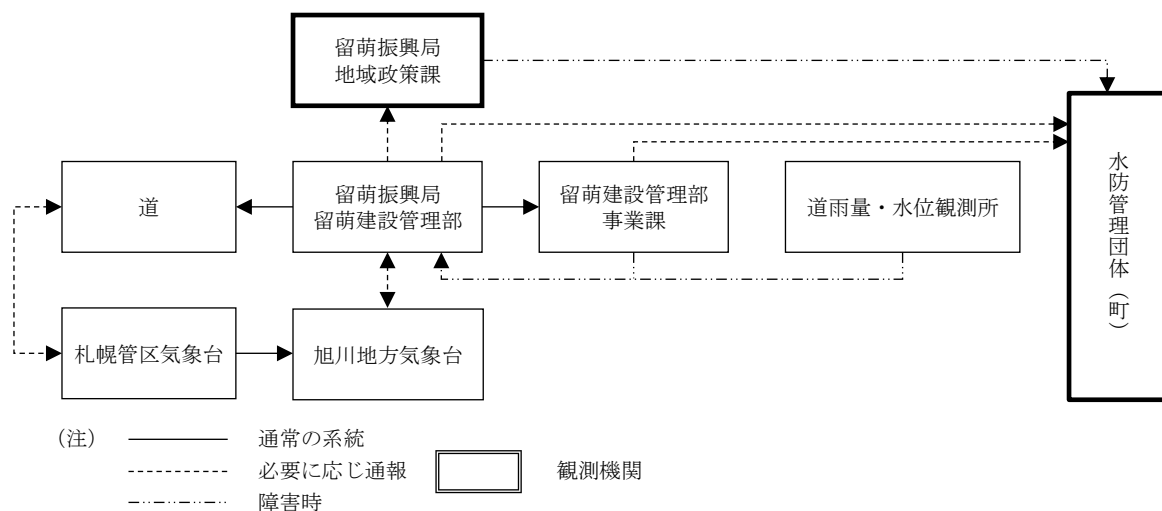 留萌振興局
地域政策課
道
留萌振興局
留萌建設管理部
留萌建設管理部
事業課
道雨量・水位観測所
水防管理団体（町）
札幌管区気象台
旭川地方気象台
（注）
通常の系統
必要に応じ通報
観測機関
障害時